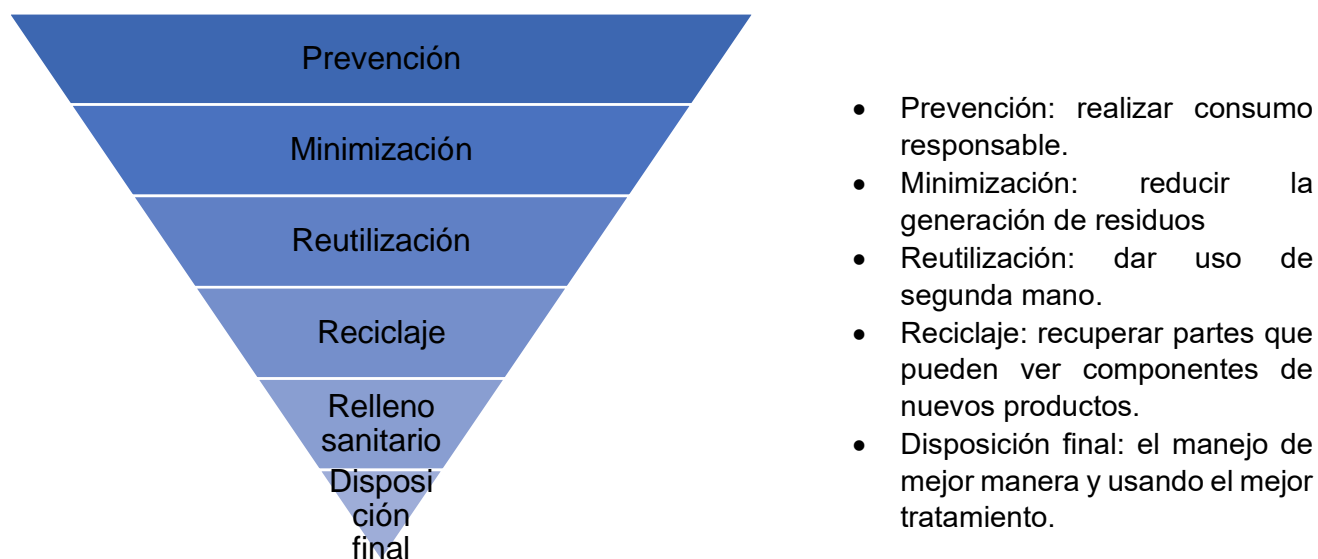 Prevención
Minimización
Reutilización
Reciclaje
Relleno
sanitario
Disposi
ción
final
• Prevención: realizar consumo
responsable.
• Minimización: reducir la
generación de residuos
• Reutilización: dar uso de
segunda mano.
• Reciclaje: recuperar partes que
pueden ver componentes de
nuevos productos.
• Disposición final: el manejo de
mejor manera y usando el mejor
tratamiento.